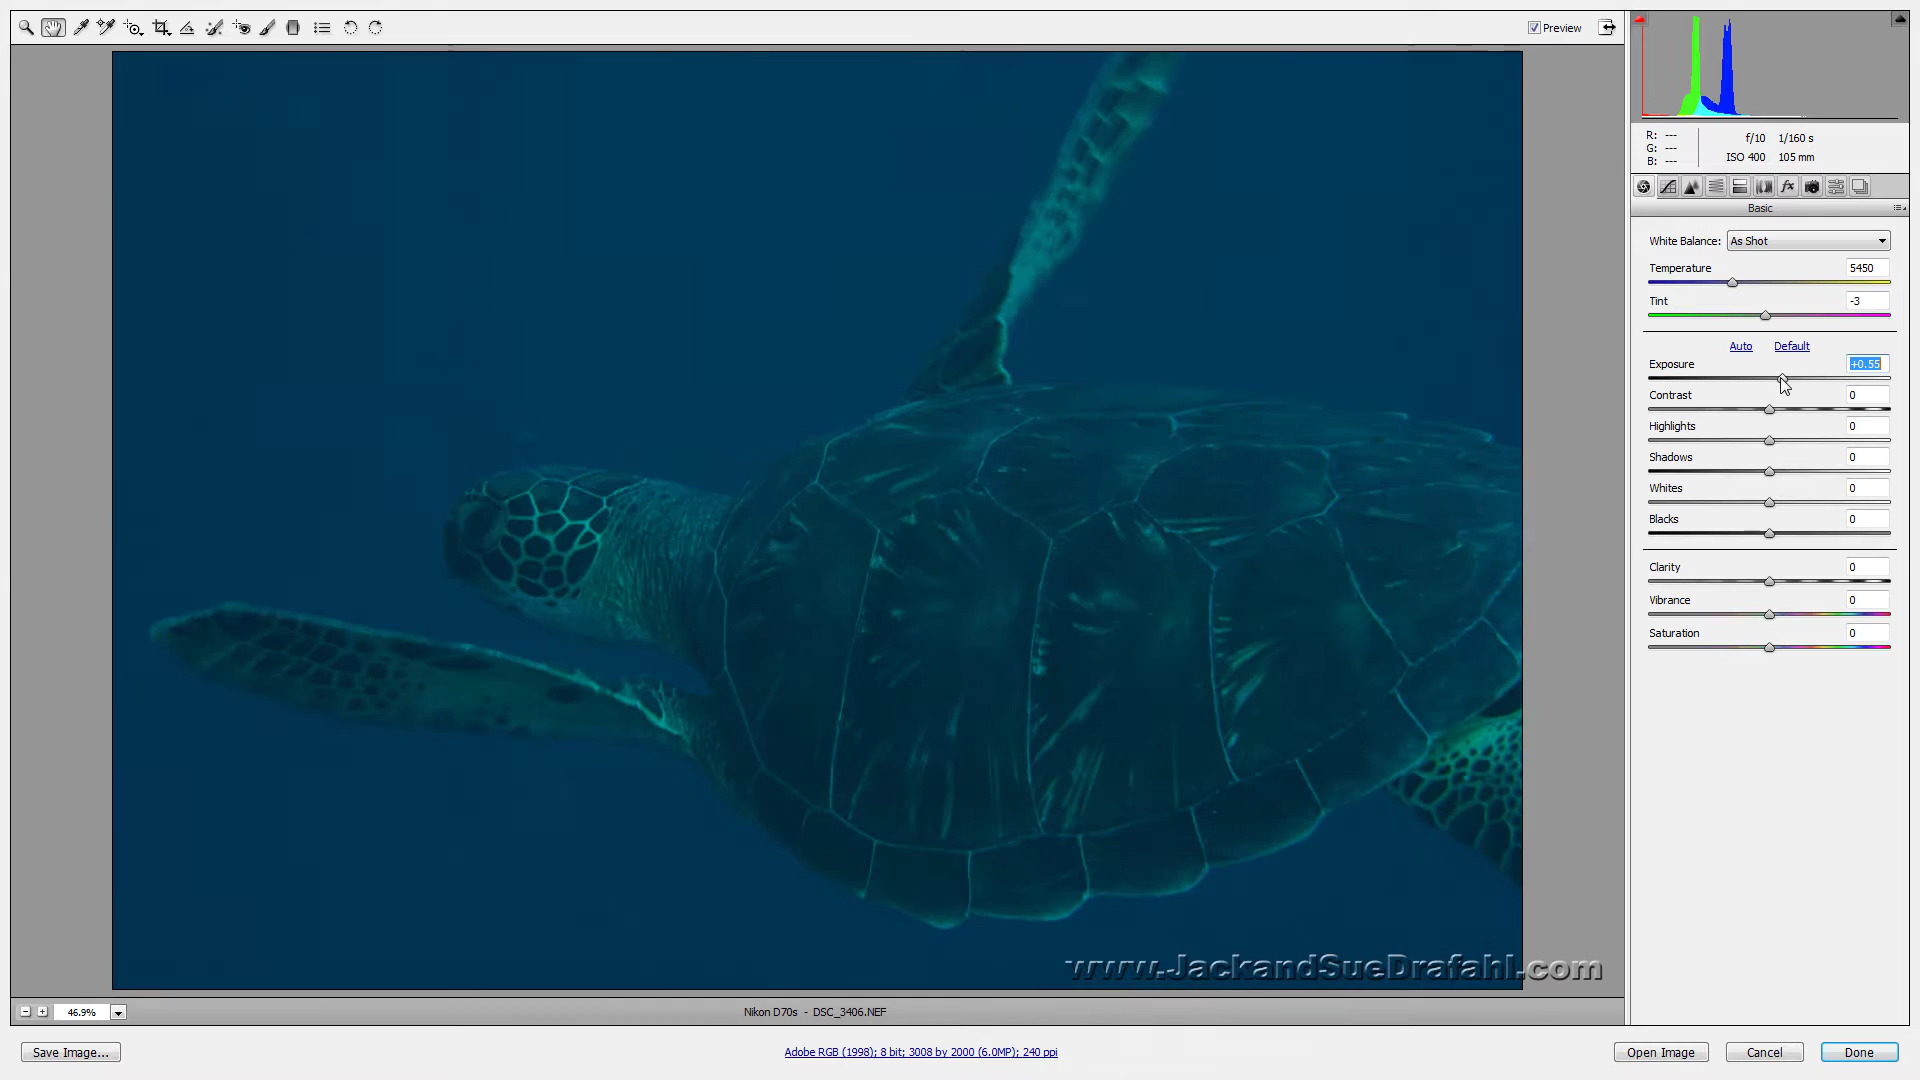 Preview
R: ---
G: ---
B: ---
f/10 1/160 s
ISO 400 105 mm
Basic
White Balance: As Shot
Temperature 5450
Tint -3
Auto Default
Exposure +0.55
Contrast 0
Highlights 0
Shadows 0
Whites 0
Blacks 0
Clarity 0
Vibrance 0
Saturation 0
www.JackandSueDrafahl.com
46.9%
Nikon D70s - DSC_3406.NEF
Save Image...
Adobe RGB (1998); 8 bit; 3008 by 2000 (6.0MP); 240 ppi
Open Image
Cancel
Done